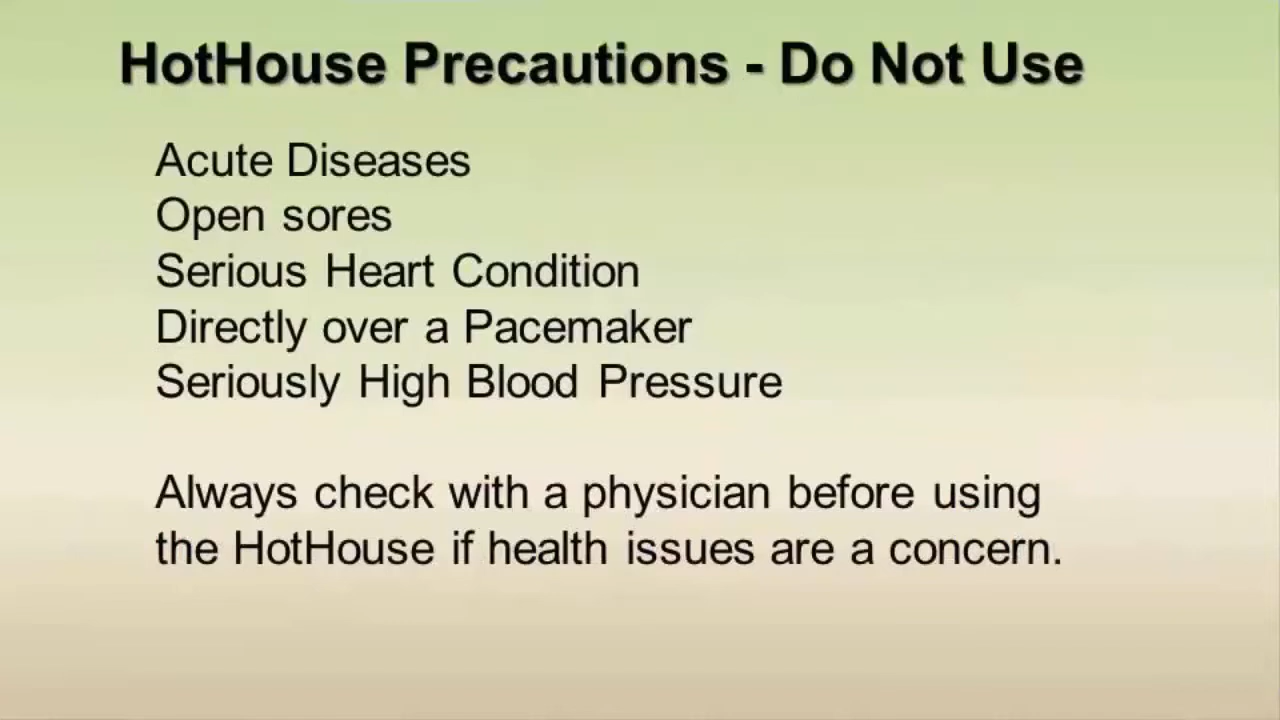 HotHouse Precautions - Do Not Use
Acute Diseases
Open sores
Serious Heart Condition
Directly over a Pacemaker
Seriously High Blood Pressure
Always check with a physician before using
the HotHouse if health issues are a concern.